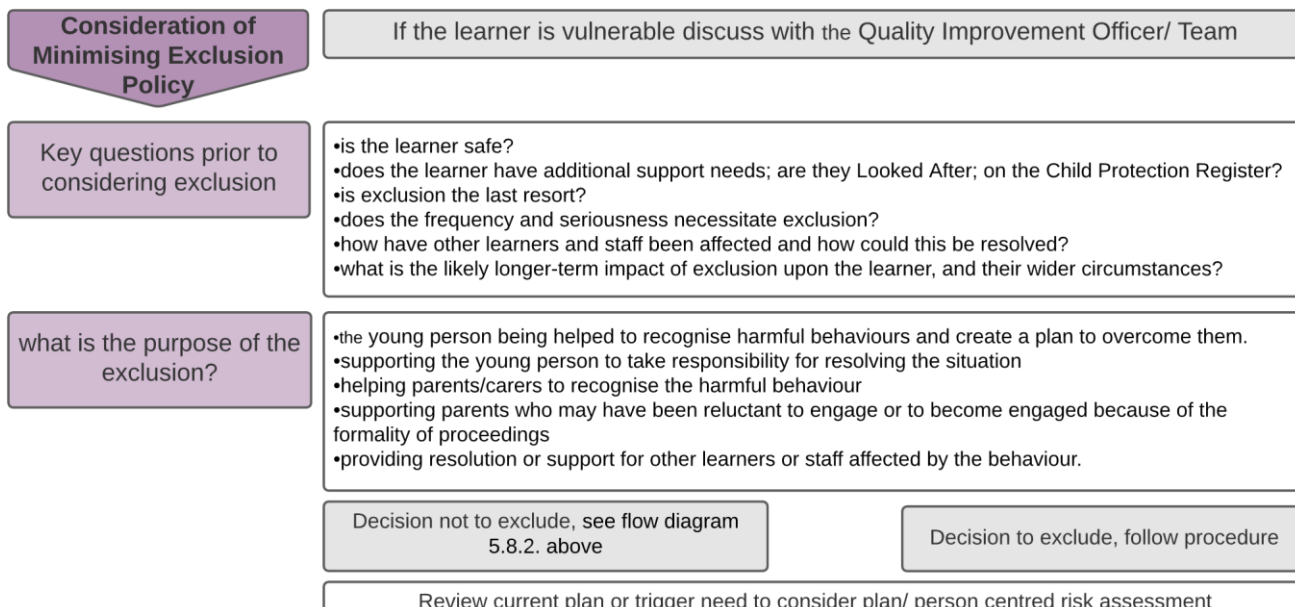 Consideration of
Minimising Exclusion
Policy
If the learner is vulnerable discuss with the Quality Improvement Officer/ Team
Key questions prior to
considering exclusion
•is the learner safe?
•does the learner have additional support needs; are they Looked After; on the Child Protection Register?
•is exclusion the last resort?
•does the frequency and seriousness necessitate exclusion?
•how have other learners and staff been affected and how could this be resolved?
•what is the likely longer-term impact of exclusion upon the learner, and their wider circumstances?
what is the purpose of the
exclusion?
•the young person being helped to recognise harmful behaviours and create a plan to overcome them.
•supporting the young person to take responsibility for resolving the situation
•helping parents/carers to recognise the harmful behaviour
•supporting parents who may have been reluctant to engage or to become engaged because of the
formality of proceedings
•providing resolution or support for other learners or staff affected by the behaviour.
Decision not to exclude, see flow diagram
5.8.2. above
Decision to exclude, follow procedure
Review current plan or trigger need to consider plan/ person centred risk assessment